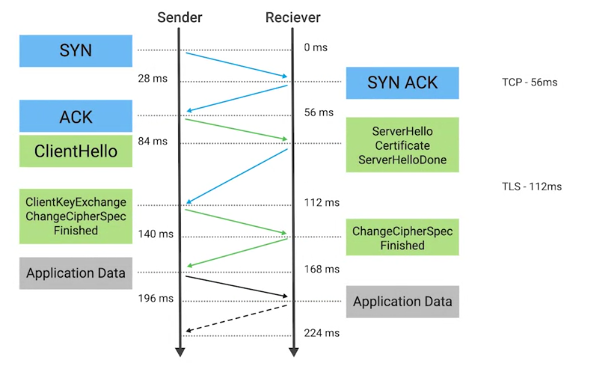 Sender
Reciever
SYN
0 ms
28 ms
SYN ACK
TCP - 56ms
ACK
56 ms
ClientHello
84 ms
ServerHello
Certificate
ServerHelloDone
TLS - 112ms
ClientKeyExchange
ChangeCipherSpec
Finished
112 ms
140 ms
ChangeCipherSpec
Finished
Application Data
168 ms
196 ms
Application Data
224 ms